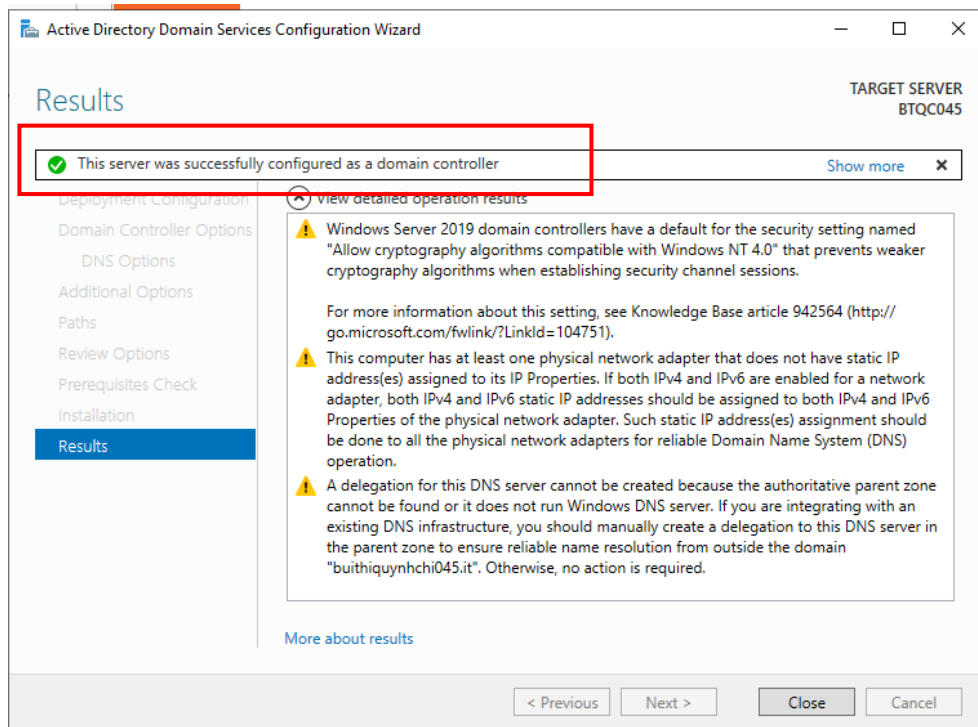 Active Directory Domain Services Configuration Wizard
Results
TARGET SERVER
BTQC045
This server was successfully configured as a domain controller
Show more
Deployment Configuration
Domain Controller Options
DNS Options
Additional Options
Paths
Review Options
Prerequisites Check
Installation
Results
View detailed operation results
Windows Server 2019 domain controllers have a default for the security setting named
"Allow cryptography algorithms compatible with Windows NT 4.0" that prevents weaker
cryptography algorithms when establishing security channel sessions.
For more information about this setting, see Knowledge Base article 942564 (http://
go.microsoft.com/fwlink/?LinkId=104751).
This computer has at least one physical network adapter that does not have static IP
address(es) assigned to its IP Properties. If both IPv4 and IPv6 are enabled for a network
adapter, both IPv4 and IPv6 static IP addresses should be assigned to both IPv4 and IPv6
Properties of the physical network adapter. Such static IP address(es) assignment should
be done to all the physical network adapters for reliable Domain Name System (DNS)
operation.
A delegation for this DNS server cannot be created because the authoritative parent zone
cannot be found or it does not run Windows DNS server. If you are integrating with an
existing DNS infrastructure, you should manually create a delegation to this DNS server in
the parent zone to ensure reliable name resolution from outside the domain
"buithiquynhchi045.it". Otherwise, no action is required.
More about results
< Previous
Next >
Close
Cancel